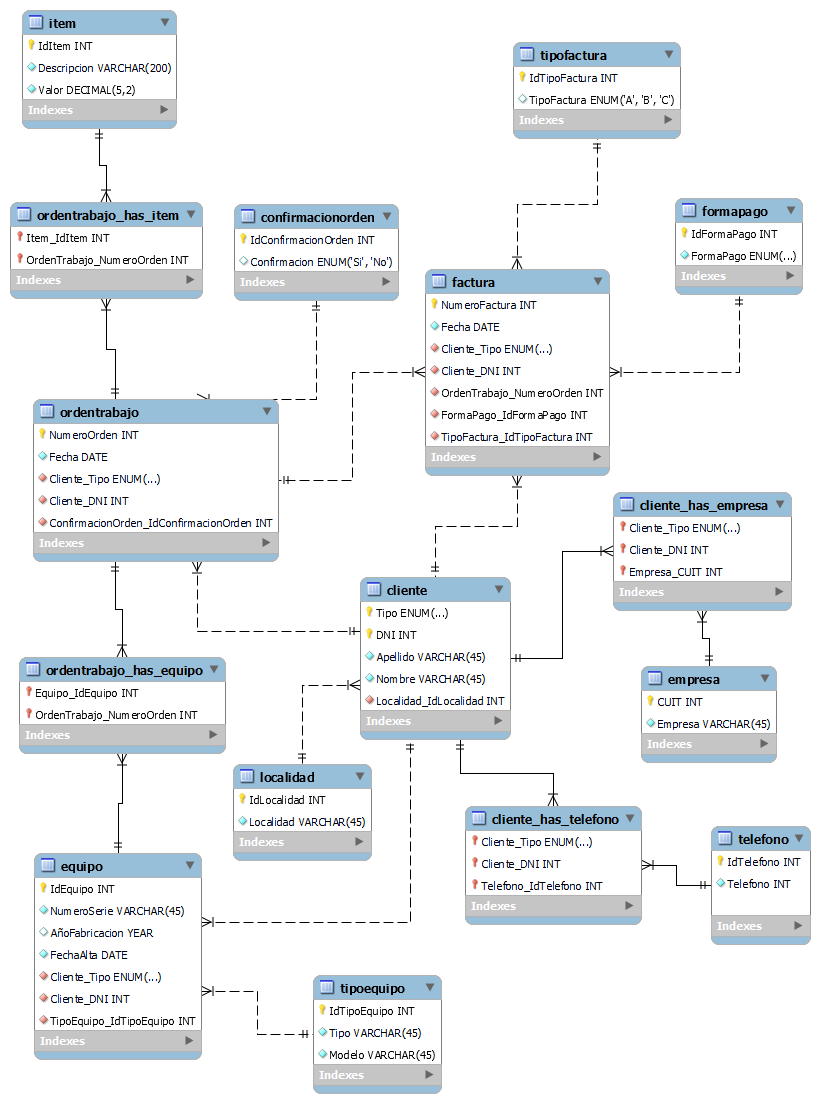 item
IdItem INT
Descripcion VARCHAR(200)
Valor DECIMAL(5,2)
Indexes
tipofactura
IdTipoFactura INT
TipoFactura ENUM('A', 'B', 'C')
Indexes
ordentrabajo_has_item
Item_IdItem INT
OrdenTrabajo_NumeroOrden INT
Indexes
confirmacionorden
IdConfirmacionOrden INT
Confirmacion ENUM('Si', 'No')
Indexes
formapago
IdFormaPago INT
FormaPago ENUM(...)
Indexes
factura
NumeroFactura INT
Fecha DATE
Cliente_Tipo ENUM(...)
Cliente_DNI INT
OrdenTrabajo_NumeroOrden INT
FormaPago_IdFormaPago INT
TipoFactura_IdTipoFactura INT
Indexes
ordentrabajo
NumeroOrden INT
Fecha DATE
Cliente_Tipo ENUM(...)
Cliente_DNI INT
ConfirmacionOrden_IdConfirmacionOrden INT
Indexes
cliente_has_empresa
Cliente_Tipo ENUM(...)
Cliente_DNI INT
Empresa_CUIT INT
Indexes
cliente
Tipo ENUM(...)
DNI INT
Apellido VARCHAR(45)
Nombre VARCHAR(45)
Localidad_IdLocalidad INT
Indexes
ordentrabajo_has_equipo
Equipo_IdEquipo INT
OrdenTrabajo_NumeroOrden INT
Indexes
empresa
CUIT INT
Empresa VARCHAR(45)
Indexes
localidad
IdLocalidad INT
Localidad VARCHAR(45)
Indexes
cliente_has_telefono
Cliente_Tipo ENUM(...)
Cliente_DNI INT
Telefono_IdTelefono INT
Indexes
telefono
IdTelefono INT
Telefono INT
Indexes
equipo
IdEquipo INT
NumeroSerie VARCHAR(45)
AñoFabricacion YEAR
FechaAlta DATE
Cliente_Tipo ENUM(...)
Cliente_DNI INT
TipoEquipo_IdTipoEquipo INT
Indexes
tipoequipo
IdTipoEquipo INT
Tipo VARCHAR(45)
Modelo VARCHAR(45)
Indexes